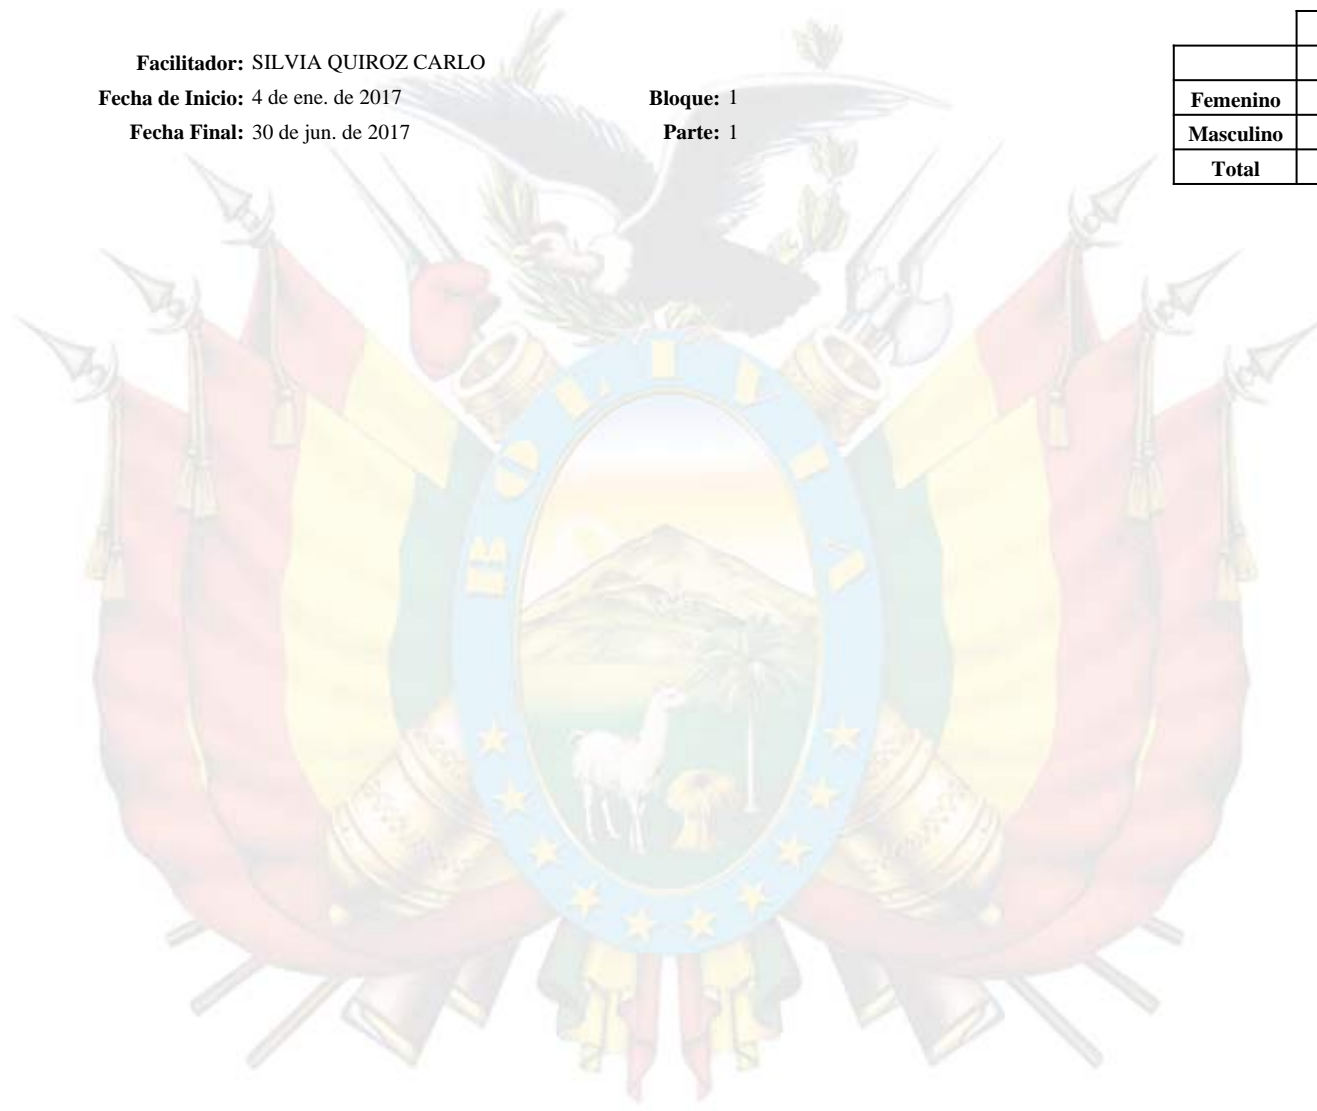 Facilitador: SILVIA QUIROZ CARLO
Fecha de Inicio: 4 de ene. de 2017 Bloque: 1
Fecha Final: 30 de jun. de 2017 Parte: 1
Femenino
Masculino
Total
BOLIVIA